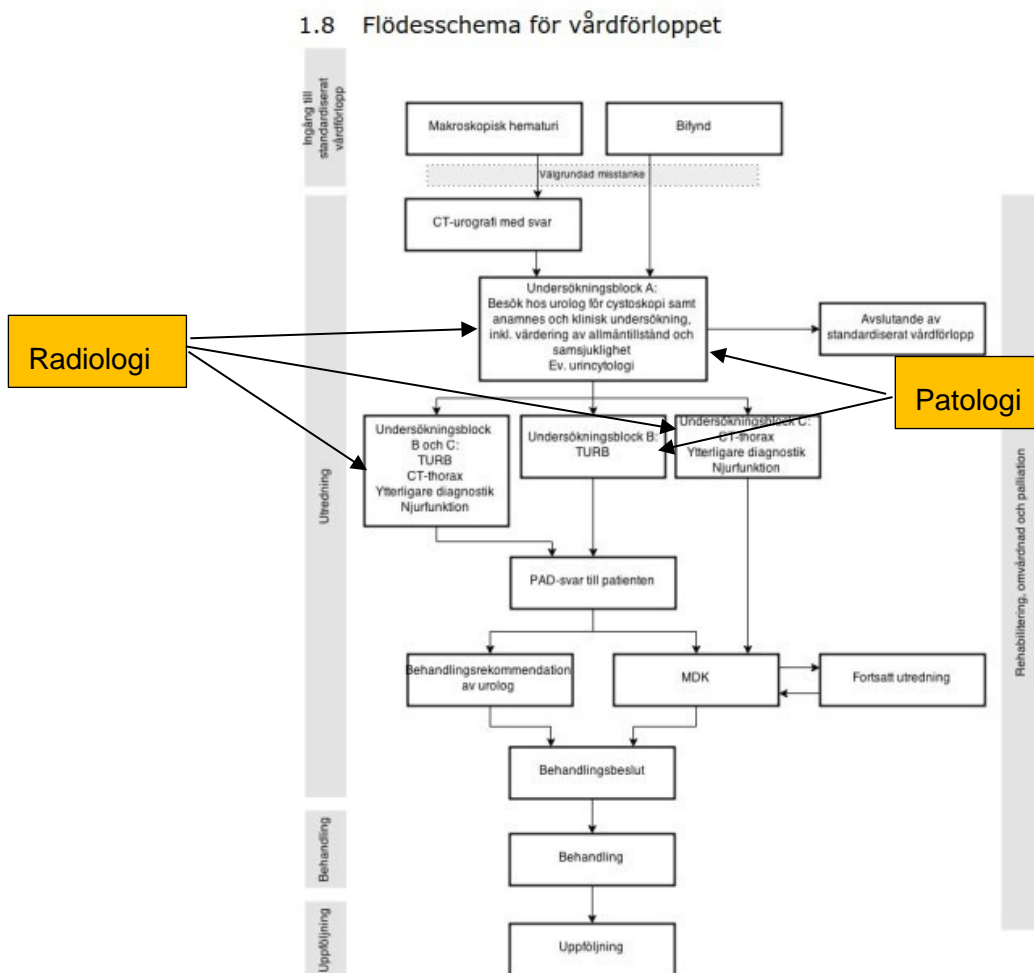 1.8 Flödesschema för vårdförloppet
Ingång till
standardiserat
vårdförlopp
Makroskopisk hematuri
Bifynd
Välgrundad misstanke
CT-urografi med svar
Undersökningsblock A:
Besök hos urolog för cystoskopi samt
anamnes och klinisk undersökning,
inkl. värdering av allmäntillstånd och
samsjuklighet
Ev. urincytologi
Avslutande av
standardiserat vårdförlopp
Radiologi
Patologi
Utredning
Undersökningsblock
B och C:
TURB
CT-thorax
Ytterligare diagnostik
Njurfunktion
Undersökningsblock B:
TURB
Undersökningsblock C:
CT-thorax
Ytterligare diagnostik
Njurfunktion
Rehabilitering, omvårdnad och palliation
PAD-svar till patienten
Behandlingsrekommendation
av urolog
MDK
Fortsatt utredning
Behandlingsbeslut
Behandling
Behandling
Uppföljning
Uppföljning